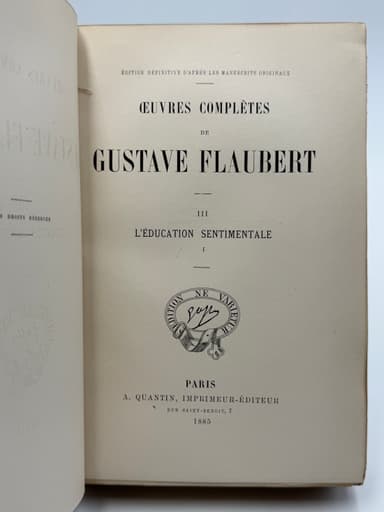 ÉDITION DÉFINITIVE D'APRÈS LES MANUSCRITS ORIGINAUX
ŒUVRES COMPLÈTES
DE
GUSTAVE FLAUBERT
III
L'ÉDUCATION SENTIMENTALE
I
ÉDITION NE VARIETUR
PARIS
A. QUANTIN, IMPRIMEUR-ÉDITEUR
RUE SAINT-BENOIT, 7
1885
DROITS RÉSERVÉS